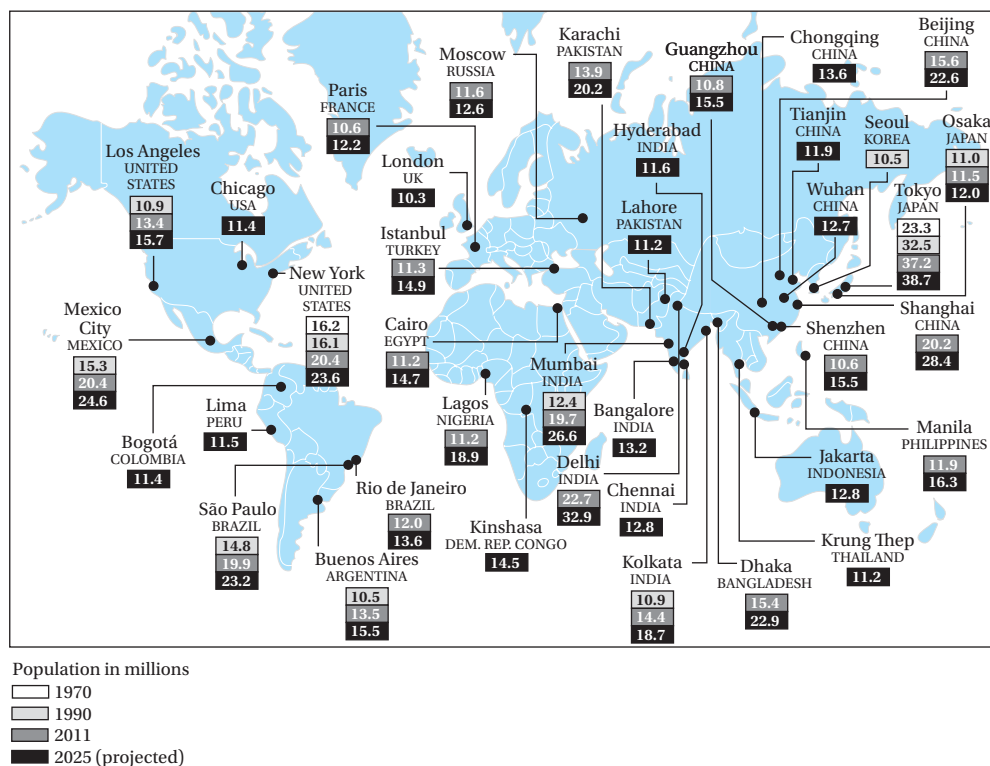 Beijing
CHINA
15.6
22.6
Karachi
PAKISTAN
13.9
20.2
Chongqing
CHINA
13.6
Moscow
RUSSIA
11.6
12.6
Guangzhou
CHINA
10.8
15.5
Paris
FRANCE
10.6
12.2
Tianjin
CHINA
11.9
Seoul
KOREA
10.5
Osaka
JAPAN
11.0
11.5
12.0
Hyderabad
INDIA
11.6
Los Angeles
UNITED
STATES
10.9
13.4
15.7
London
UK
10.3
Chicago
USA
11.4
Wuhan
CHINA
12.7
Tokyo
JAPAN
23.3
32.5
37.2
38.7
Lahore
PAKISTAN
11.2
Istanbul
TURKEY
11.3
14.9
New York
UNITED
STATES
16.2
16.1
20.4
23.6
Mexico
City
MEXICO
15.3
20.4
24.6
Shanghai
CHINA
20.2
28.4
Cairo
EGYPT
11.2
14.7
Shenzhen
CHINA
10.6
15.5
Mumbai
INDIA
12.4
19.7
26.6
Lima
PERU
11.5
Lagos
NIGERIA
11.2
18.9
Bangalore
INDIA
13.2
Bogotá
COLOMBIA
11.4
Manila
PHILIPPINES
11.9
16.3
Jakarta
INDONESIA
12.8
Delhi
INDIA
22.7
32.9
Rio de Janeiro
BRAZIL
12.0
13.6
Chennai
INDIA
12.8
São Paulo
BRAZIL
14.8
19.9
23.2
Kinshasa
DEM. REP. CONGO
14.5
Krung Thep
THAILAND
11.2
Buenos Aires
ARGENTINA
10.5
13.5
15.5
Kolkata
INDIA
10.9
14.4
18.7
Dhaka
BANGLADESH
15.4
22.9
Population in millions
1970
1990
2011
2025 (projected)